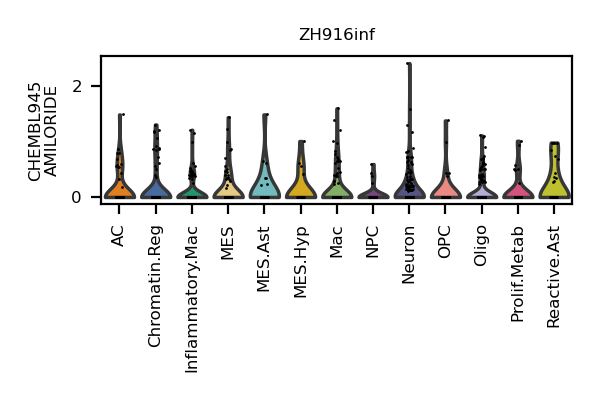 ZH916inf
CHEMBL945
AMILORIDE
2
0
AC
Chromatin.Reg
Inflammatory.Mac
MES
MES.Ast
MES.Hyp
Mac
NPC
Neuron
OPC
Oligo
Prolif.Metab
Reactive.Ast